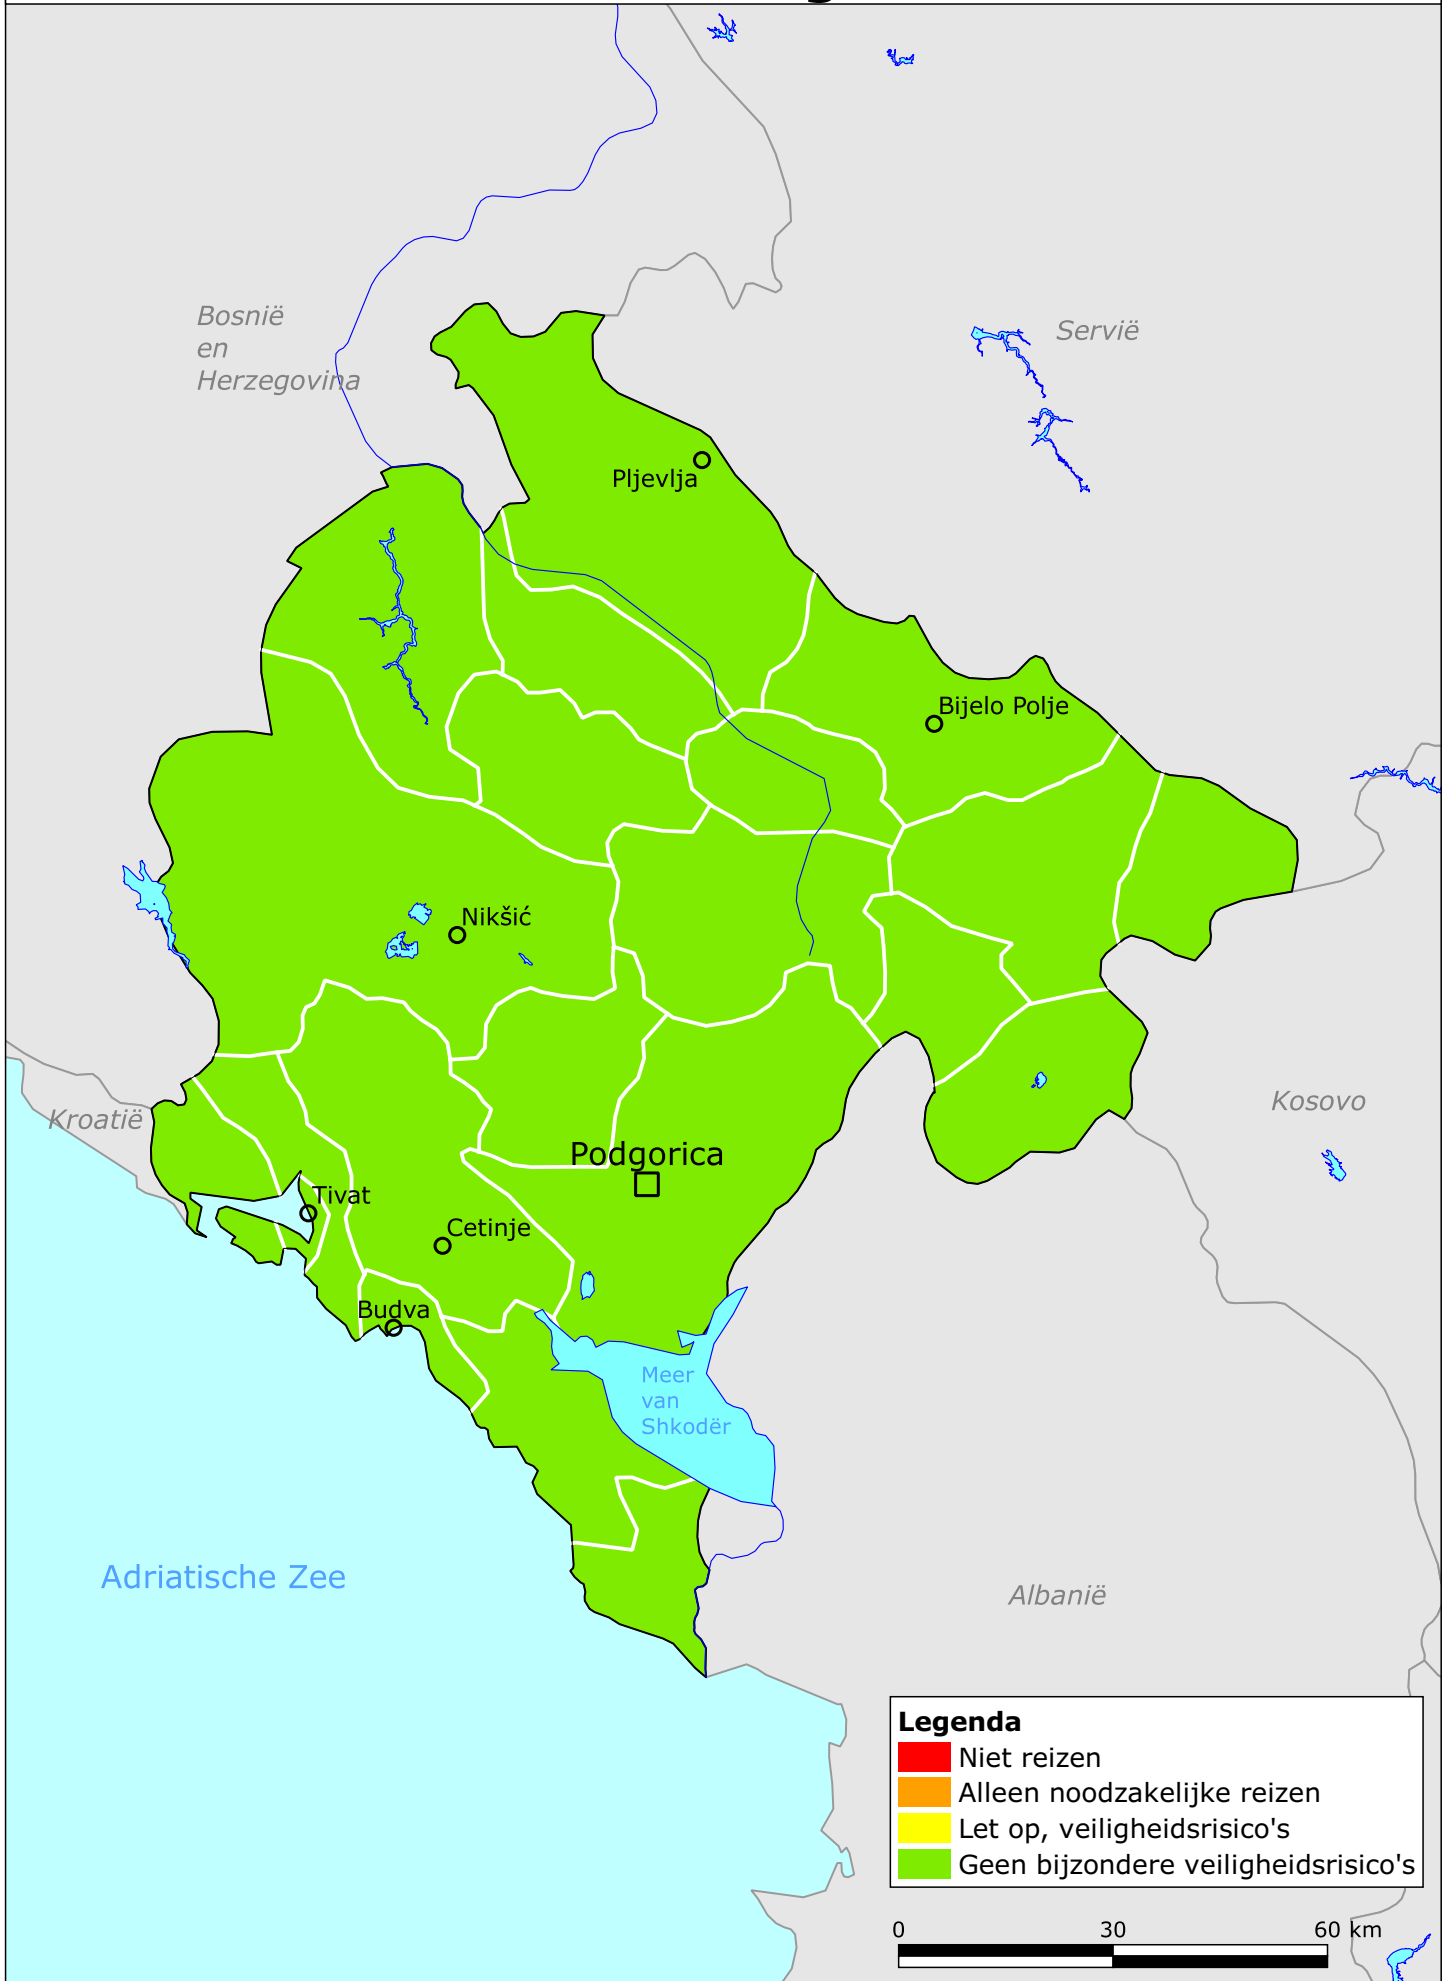 Bosnië
en
Herzegovina
Servië
Pljevlja
Bijelo Polje
Nikšić
Kroatië
Kosovo
Podgorica
Tivat
Cetinje
Budva
Meer
van
Shkodër
Adriatische Zee
Albanië
Legenda
Niet reizen
Alleen noodzakelijke reizen
Let op, veiligheidsrisico's
Geen bijzondere veiligheidsrisico's
0 30 60 km